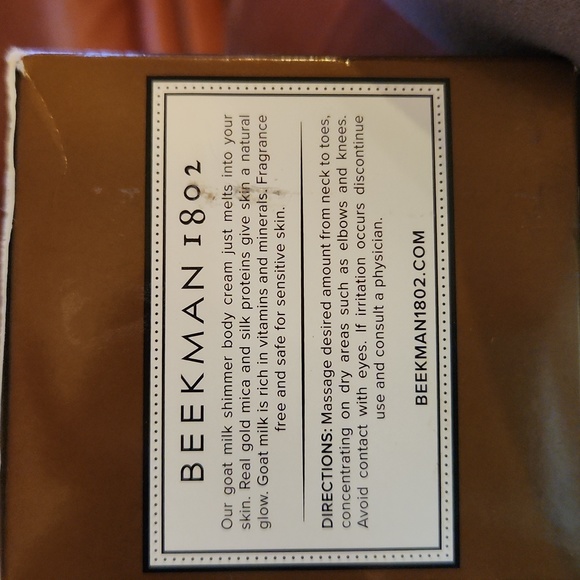 BEEKMAN 1802
Our goat milk shimmer body cream just melts into your
skin. Real gold mica and silk proteins give skin a natural
glow. Goat milk is rich in vitamins and minerals. Fragrance
free and safe for sensitive skin.
DIRECTIONS: Massage desired amount from neck to toes,
concentrating on dry areas such as elbows and knees.
Avoid contact with eyes. If irritation occurs discontinue
use and consult a physician.
BEEKMAN1802.COM